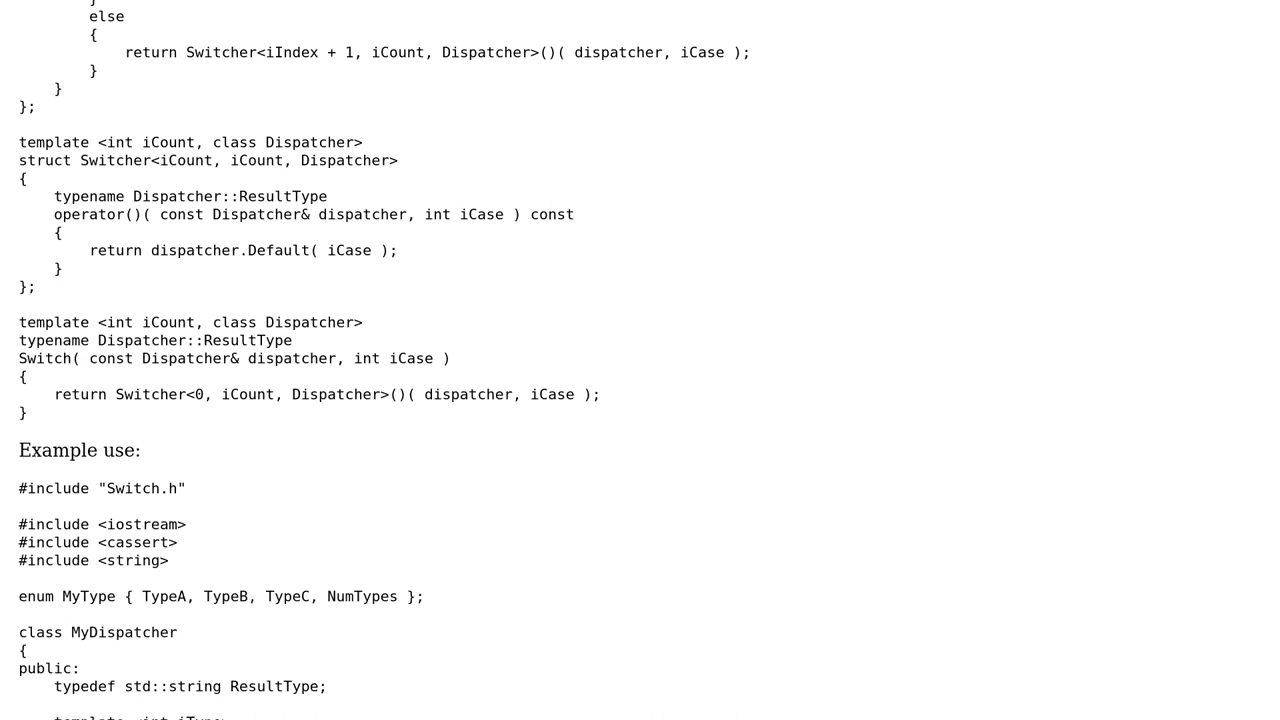 }
else
{
return Switcher<iIndex + 1, iCount, Dispatcher>()( dispatcher, iCase );
}
}
};
template <int iCount, class Dispatcher>
struct Switcher<iCount, iCount, Dispatcher>
{
typename Dispatcher::ResultType
operator()( const Dispatcher& dispatcher, int iCase ) const
{
return dispatcher.Default( iCase );
}
};
template <int iCount, class Dispatcher>
typename Dispatcher::ResultType
Switch( const Dispatcher& dispatcher, int iCase )
{
return Switcher<0, iCount, Dispatcher>()( dispatcher, iCase );
}
Example use:
#include "Switch.h"
#include <iostream>
#include <cassert>
#include <string>
enum MyType { TypeA, TypeB, TypeC, NumTypes };
class MyDispatcher
{
public:
typedef std::string ResultType;
template <int iType>